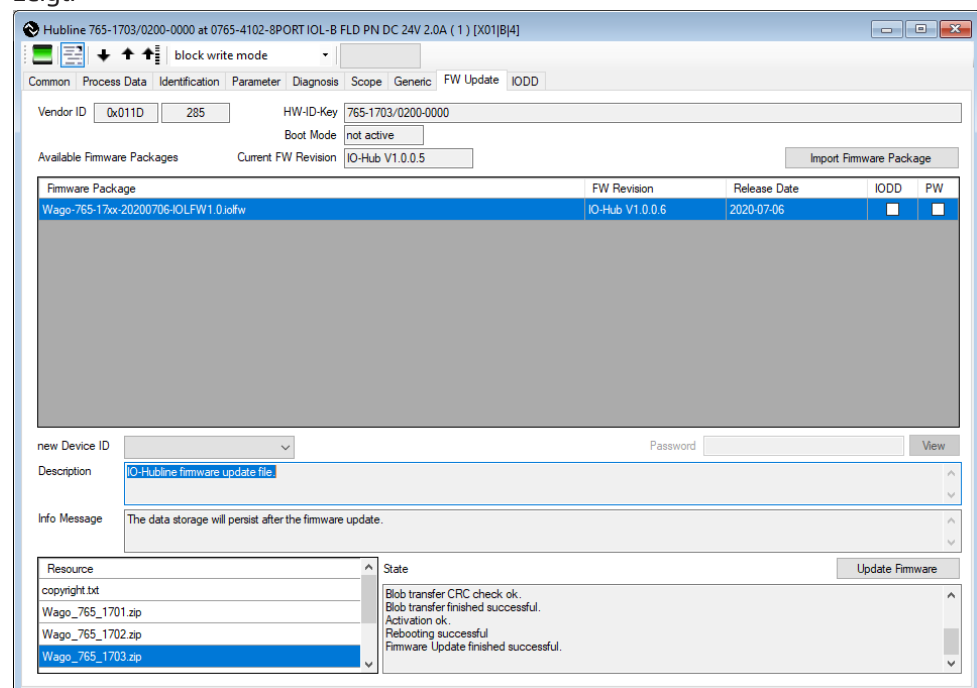 Hubline 765-1703/0200-0000 at 0765-4102-8PORT IOL-B FLD PN DC 24V 2.0A ( 1 ) [X01|B|4]
block write mode
Common Process Data Identification Parameter Diagnosis Scope Generic FW Update IODD
Vendor ID 0x011D 285 HW-ID-Key 765-1703/0200-0000
Boot Mode not active
Available Firmware Packages Current FW Revision IO-Hub V1.0.0.5 Import Firmware Package
Firmware Package FW Revision Release Date IODD PW
Wago-765-17xx-20200706-IOLFW1.0.iolfw IO-Hub V1.0.0.6 2020-07-06
new Device ID Password View
Description IO-Hubline firmware update file.
Info Message The data storage will persist after the firmware update.
Resource State Update Firmware
copyright.txt
Wago_765_1701.zip
Wago_765_1702.zip
Wago_765_1703.zip
Blob transfer CRC check ok.
Blob transfer finished successful.
Activation ok.
Rebooting successful
Firmware Update finished successful.